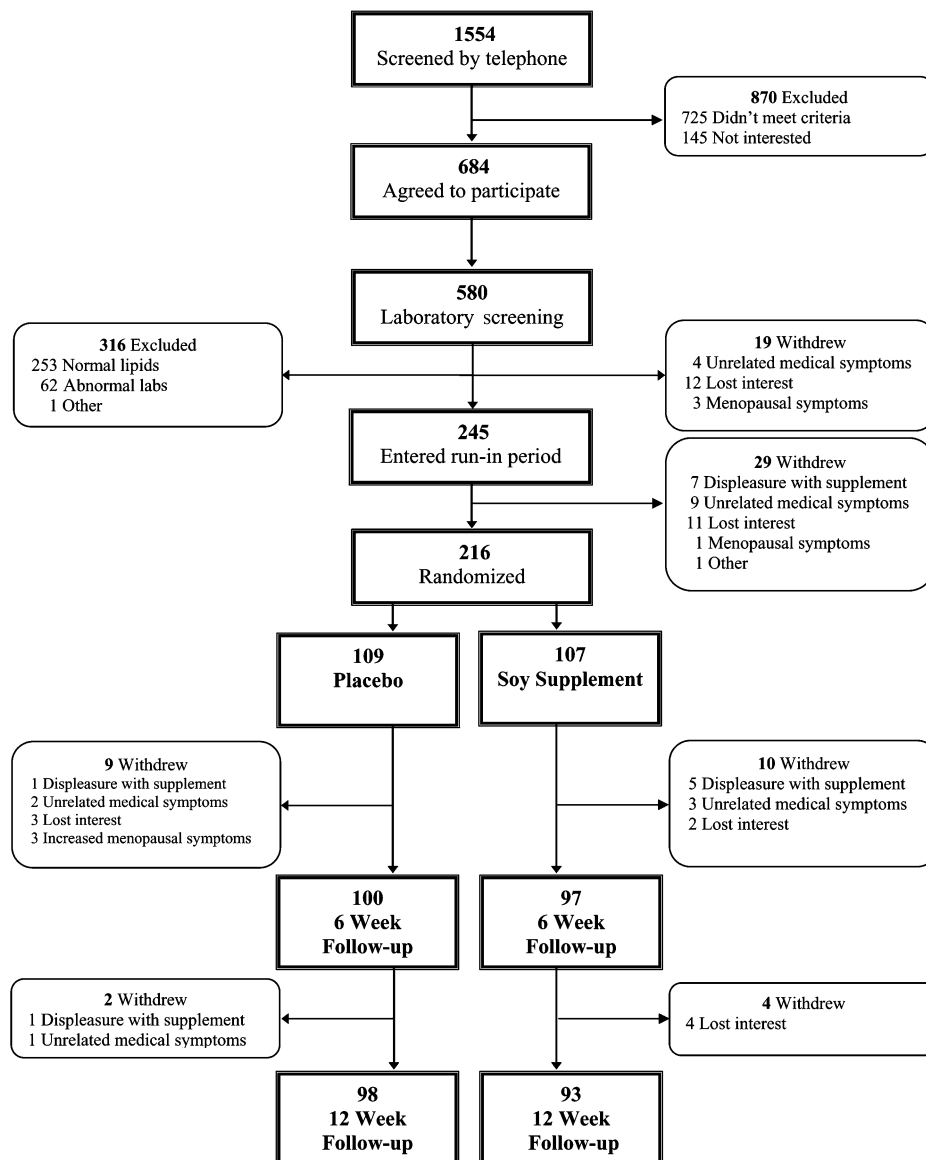 1554
Screened by telephone
870 Excluded
725 Didn't meet criteria
145 Not interested
684
Agreed to participate
580
Laboratory screening
316 Excluded
253 Normal lipids
62 Abnormal labs
1 Other
19 Withdrew
4 Unrelated medical symptoms
12 Lost interest
3 Menopausal symptoms
245
Entered run-in period
29 Withdrew
7 Displeasure with supplement
9 Unrelated medical symptoms
11 Lost interest
1 Menopausal symptoms
1 Other
216
Randomized
109
Placebo
107
Soy Supplement
9 Withdrew
1 Displeasure with supplement
2 Unrelated medical symptoms
3 Lost interest
3 Increased menopausal symptoms
10 Withdrew
5 Displeasure with supplement
3 Unrelated medical symptoms
2 Lost interest
100
6 Week
Follow-up
97
6 Week
Follow-up
2 Withdrew
1 Displeasure with supplement
1 Unrelated medical symptoms
4 Withdrew
4 Lost interest
98
12 Week
Follow-up
93
12 Week
Follow-up